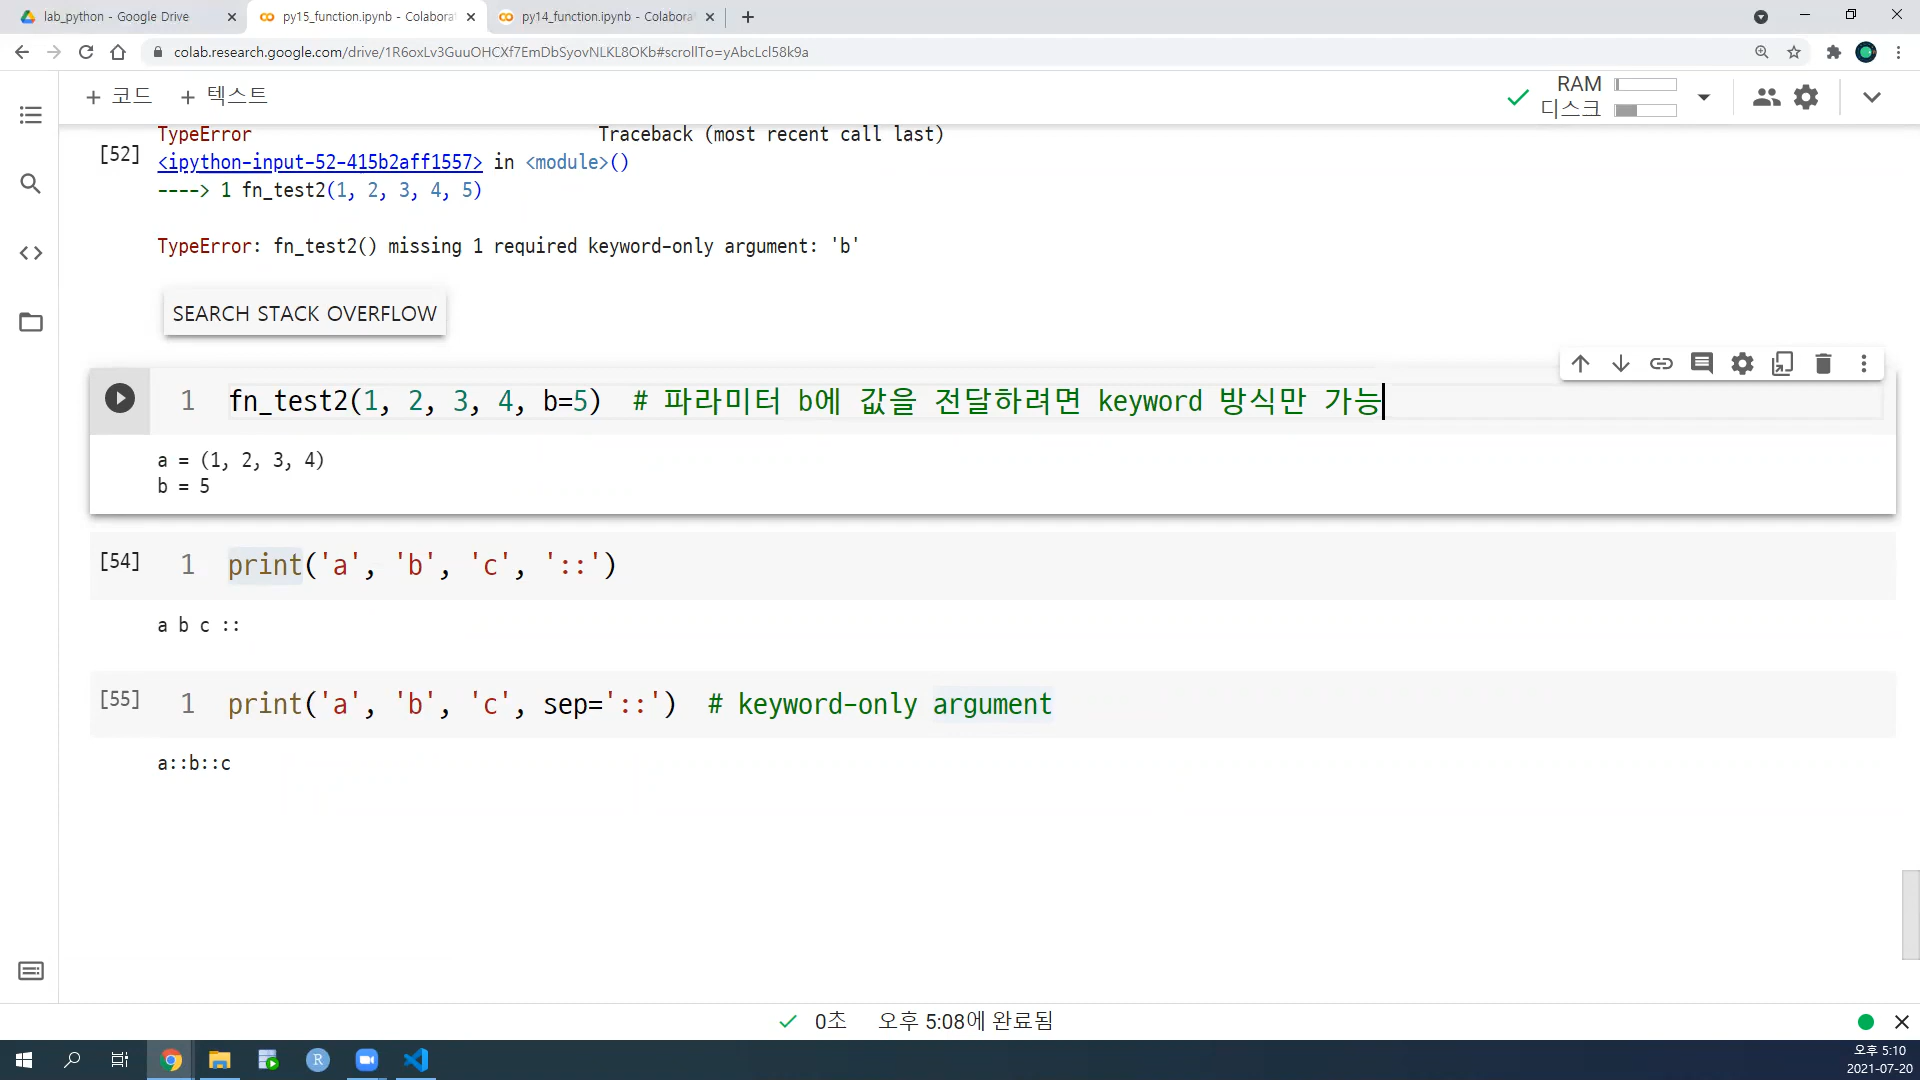 lab_python - Google Drive
py15_function.ipynb - Colabora
py14_function.ipynb - Colabora
colab.research.google.com/drive/1R6oxLv3GuuOHCXf7EmDbSyovNLKL8OKb#scrollTo=yAbcLcl58k9a
+ 코드 + 텍스트
RAM
디스크
TypeError Traceback (most recent call last)
[52]
<ipython-input-52-415b2aff1557> in <module>()
----> 1 fn_test2(1, 2, 3, 4, 5)
TypeError: fn_test2() missing 1 required keyword-only argument: 'b'
SEARCH STACK OVERFLOW
1 fn_test2(1, 2, 3, 4, b=5) # 파라미터 b에 값을 전달하려면 keyword 방식만 가능
a = (1, 2, 3, 4)
b = 5
[54] 1 print('a', 'b', 'c', '::')
a b c ::
[55] 1 print('a', 'b', 'c', sep='::') # keyword-only argument
a::b::c
0초 오후 5:08에 완료됨
R
오후 5:10
2021-07-20